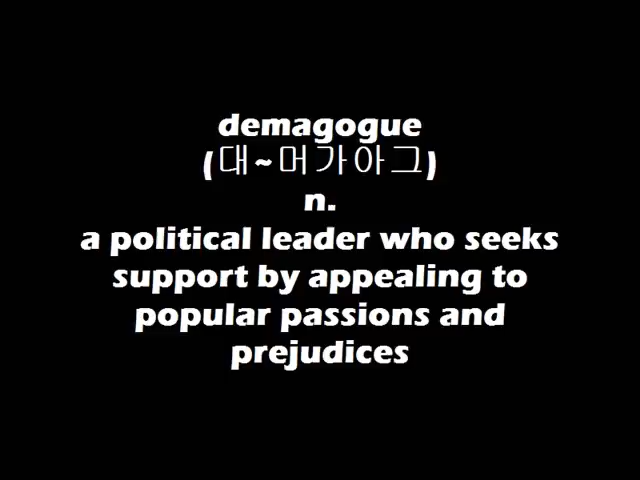 demagogue
(대~머가아그)
n.
a political leader who seeks
support by appealing to
popular passions and
prejudices